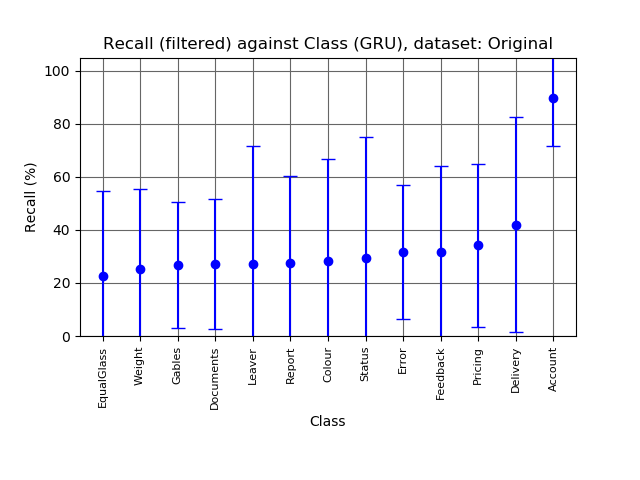 Recall (filtered) against Class (GRU), dataset: Original
100
80
60
40
20
0
Recall (%)
EqualGlass
Weight
Gables
Documents
Leaver
Report
Colour
Status
Error
Feedback
Pricing
Delivery
Account
Class